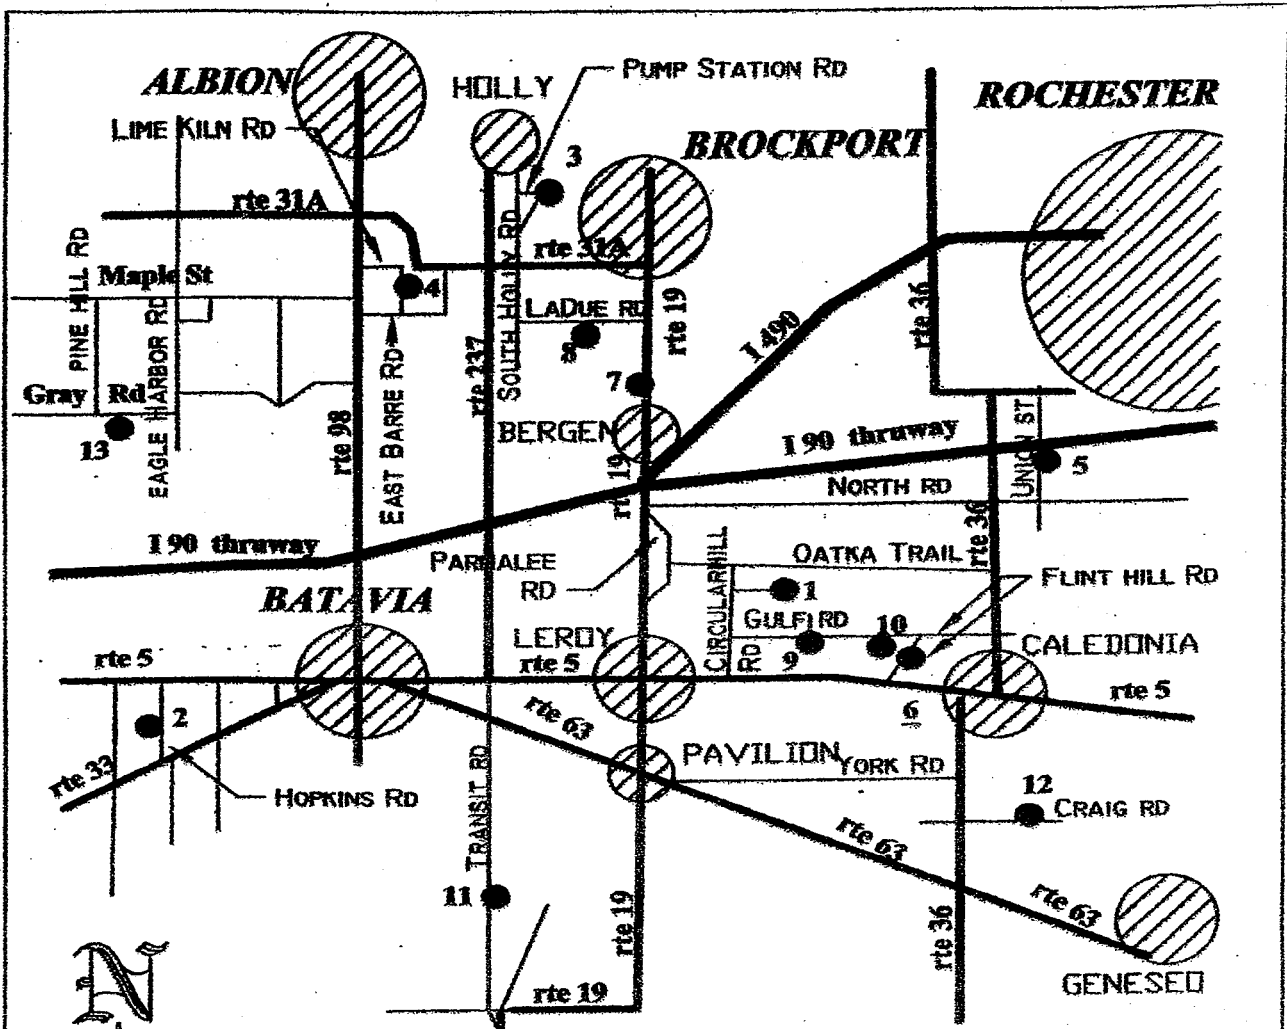 ALBION
HOLLY
PUMP STATION RD
ROCHESTER
LIME KILN RD
BROCKPORT
3
rte 31A
rte 31A
PINE HILL RD
Maple St
EAGLE HARBOR RD
4
SOUTH HOLLY RD
LADUE RD
rte 19
rte 36
I 490
8
rte 237
7
EAST BARRE RD
Gray Rd
13
rte 98
BERGEN
I 90 thruway
UNION ST
5
rte 19
NORTH RD
rte 36
I 90 thruway
PARMALEE
RD
CIRCULARHILL
RD
OATKA TRAIL
FLINT HILL RD
1
BATAVIA
GULF RD
10
LEROY
9
CALEDONIA
rte 5
rte 5
rte 5
6
2
rte 63
rte 33
HOPKINS RD
TRANSIT RD
PAVILION
YORK RD
12
CRAIG RD
rte 63
11
rte 19
rte 36
rte 63
GENESEO
rte 19
N